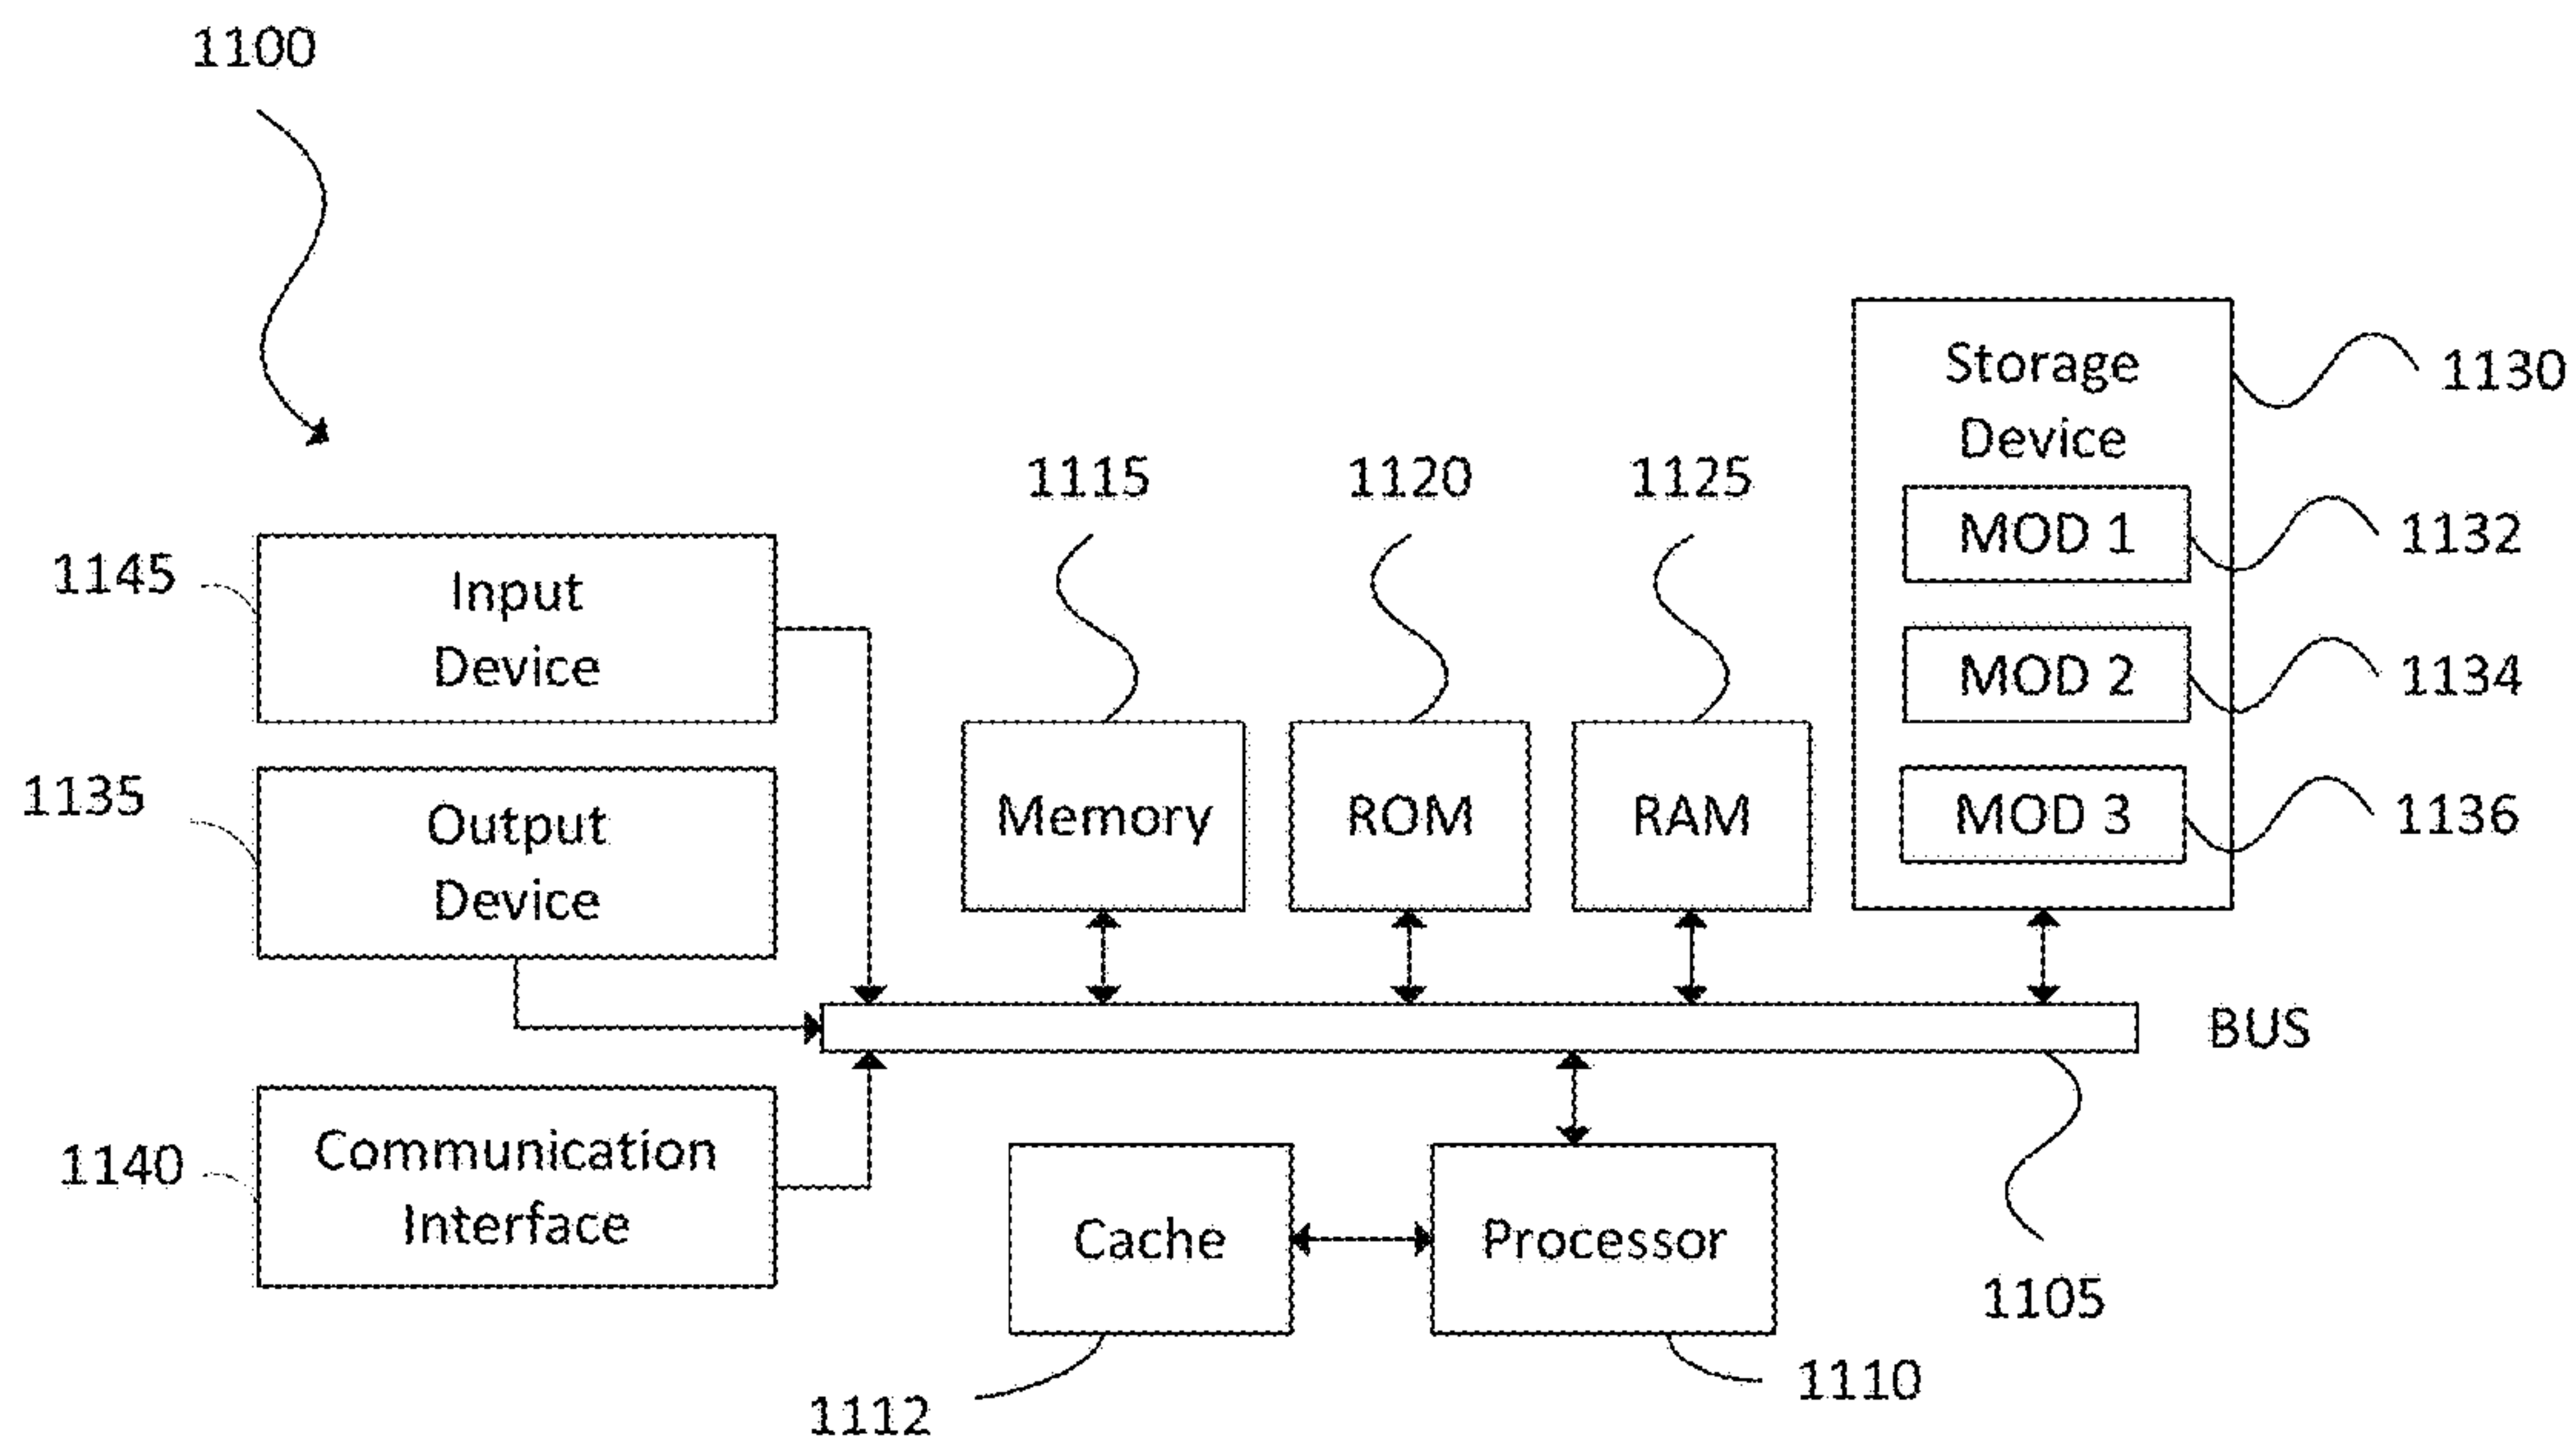 1100
1130
Storage
Device
1115
1120
1125
MOD 1
1132
1145
Input
Device
MOD 2
1134
1135
Output
Device
Memory
ROM
RAM
MOD 3
1136
BUS
1140
Communication
Interface
Cache
Processor
1105
1112
1110